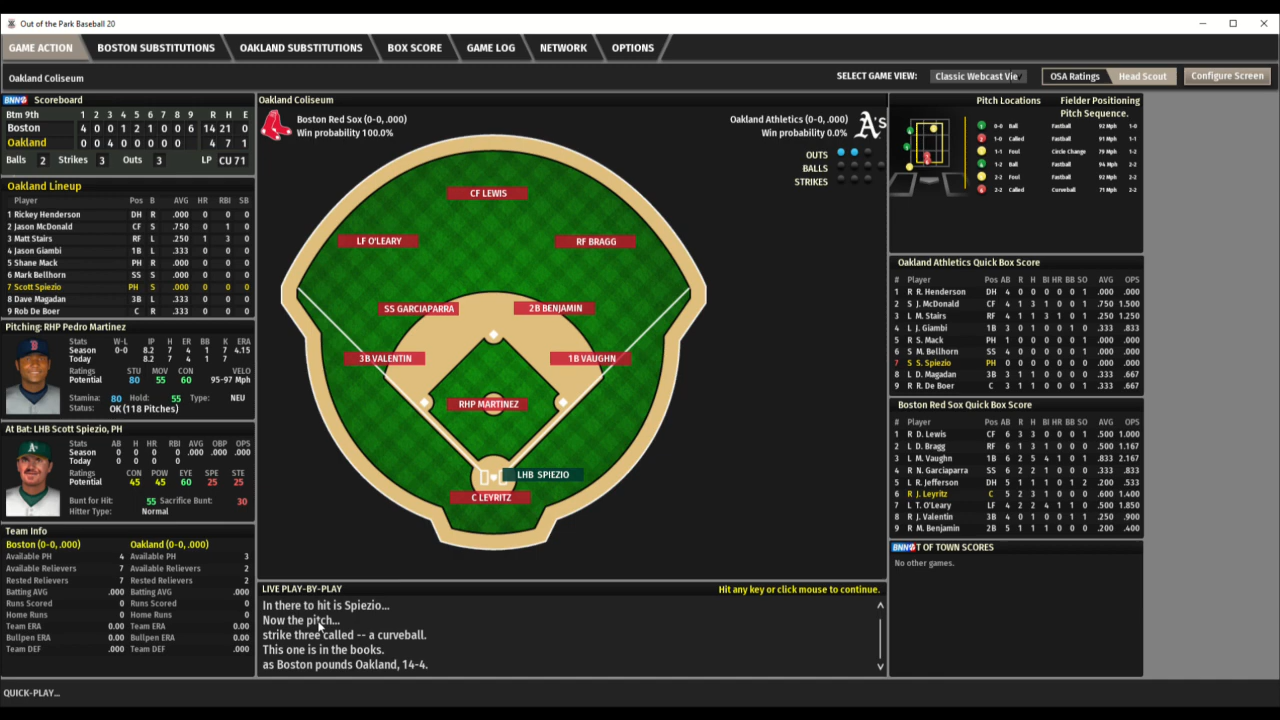 Out of the Park Baseball 20
GAME ACTION BOSTON SUBSTITUTIONS OAKLAND SUBSTITUTIONS BOX SCORE GAME LOG NETWORK OPTIONS
Oakland Coliseum SELECT GAME VIEW: Classic Webcast Vie OSA Ratings Head Scout Configure Screen
BNN Scoreboard
Btm 9th 1 2 3 4 5 6 7 8 9 R H E
Boston 4 0 0 1 2 1 0 0 6 14 21 0
Oakland 0 0 4 0 0 0 0 0 0 4 7 1
Balls 2 Strikes 3 Outs 3 LP CU 71
Oakland Lineup
Player Pos B AVG HR RBI SB
1 Rickey Henderson DH R .000 0 0 0
2 Jason McDonald CF S .750 0 1 0
3 Matt Stairs RF L .250 1 3 0
4 Jason Giambi 1B L .333 0 0 0
5 Shane Mack PH R .000 0 0 0
6 Mark Bellhorn SS S .000 0 0 0
7 Scott Spiezio PH S .000 0 0 0
8 Dave Magadan 3B L .333 0 0 0
9 Rob De Boer C R .333 0 0 0
Pitching: RHP Pedro Martinez
Stats W-L IP H ER BB K ERA
Season 0-0 8.2 7 4 1 7 4.15
Today 8.2 7 4 1 7
Ratings STU MOV CON VELO
Potential 80 55 60 95-97 Mph
Stamina: 80 Hold: 55 Type: NEU
Status: OK (118 Pitches)
At Bat: LHB Scott Spiezio, PH
Stats AB H HR RBI AVG OBP OPS
Season 0 0 0 0 .000 .000 .000
Today 0 0 0 0
Ratings CON POW EYE SPE STE
Potential 45 45 60 25 25
Bunt for Hit: 55 Sacrifice Bunt: 30
Hitter Type: Normal
Team Info
Boston (0-0, .000) Oakland (0-0, .000)
Available PH 4 Available PH 3
Available Relievers 7 Available Relievers 2
Rested Relievers 7 Rested Relievers 2
Batting AVG .000 Batting AVG .000
Runs Scored 0 Runs Scored 0
Home Runs 0 Home Runs 0
Team ERA 0.00 Team ERA 0.00
Bullpen ERA 0.00 Bullpen ERA 0.00
Team DEF .000 Team DEF .000
QUICK-PLAY...
Oakland Coliseum
Boston Red Sox (0-0, .000)
Win probability 100.0%
Oakland Athletics (0-0, .000)
Win probability 0.0%
A's
OUTS
BALLS
STRIKES
CF LEWIS
LF O'LEARY RF BRAGG
SS GARCIAPARRA 2B BENJAMIN
3B VALENTIN 1B VAUGHN
RHP MARTINEZ
LHB SPIEZIO
C LEYRITZ
LIVE PLAY-BY-PLAY Hit any key or click mouse to continue.
In there to hit is Spiezio...
Now the pitch...
strike three called -- a curveball.
This one is in the books.
as Boston pounds Oakland, 14-4.
Pitch Locations Fielder Positioning
Pitch Sequence.
0-0 Ball Fastball 92 Mph 1-0
1-0 Called Fastball 91 Mph 1-1
1-1 Foul Circle Change 79 Mph 1-2
1-2 Ball Fastball 94 Mph 2-2
2-2 Foul Fastball 92 Mph 2-2
2-2 Called Curveball 71 Mph 2-2
Oakland Athletics Quick Box Score
# Player Pos AB R H BI HR BB SO AVG OPS
1 R R. Henderson DH 4 0 0 0 0 0 1 .000 .000
2 S J. McDonald CF 4 1 3 1 0 0 0 .750 1.500
3 L M. Stairs RF 4 1 1 3 1 0 1 .250 1.250
4 L J. Giambi 1B 3 0 1 0 0 1 0 .333 .833
5 R S. Mack PH 1 0 0 0 0 0 1 .000 .000
6 S M. Bellhorn SS 4 0 0 0 0 0 2 .000 .000
7 S S. Spiezio PH 0 0 0 0 0 0 0 .000 .000
8 L D. Magadan 3B 3 1 1 0 0 0 1 .333 .667
9 R R. De Boer C 3 1 1 0 0 0 0 .333 .667
Boston Red Sox Quick Box Score
# Player Pos AB R H BI HR BB SO AVG OPS
1 R D. Lewis CF 6 3 3 0 0 0 1 .500 1.000
2 L D. Bragg RF 6 1 3 1 0 0 1 .500 1.167
3 L M. Vaughn 1B 6 2 5 4 1 0 1 .833 2.167
4 R N. Garciaparra SS 6 2 2 1 0 0 0 .333 .833
5 L R. Jefferson DH 5 1 1 1 0 1 2 .200 .533
6 R J. Leyritz C 5 2 3 1 0 0 0 .600 1.400
7 L T. O'Leary LF 4 2 2 4 1 1 0 .500 1.850
8 R J. Valentin 3B 4 0 1 0 0 1 2 .250 .900
9 R M. Benjamin 2B 5 1 1 1 0 0 0 .200 .400
BNN T OF TOWN SCORES
No other games.